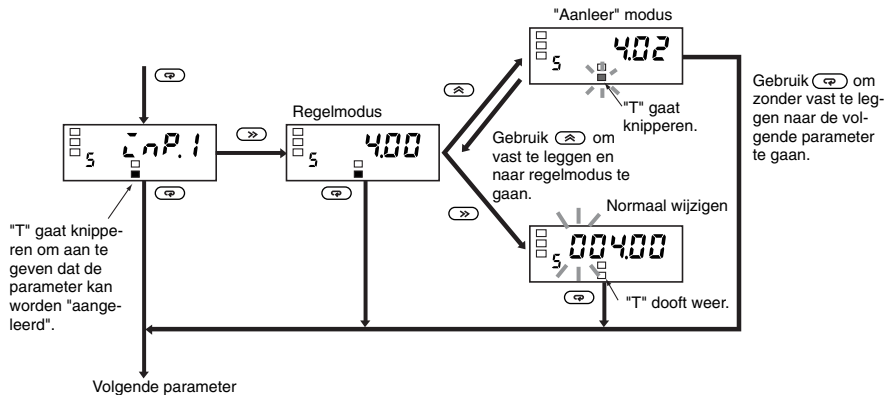 "Aanleer" modus
S 4.02
"T" gaat
knipperen.
Gebruik om
zonder vast te leg-
gen naar de vol-
gende parameter
te gaan.
Regelmodus
S inP.1
S 4.00
Gebruik om
vast te leggen en
naar regelmodus te
gaan.
Normaal wijzigen
S 004.00
"T" dooft weer.
"T" gaat knippe-
ren om aan te
geven dat de
parameter kan
worden "aange-
leerd".
Volgende parameter